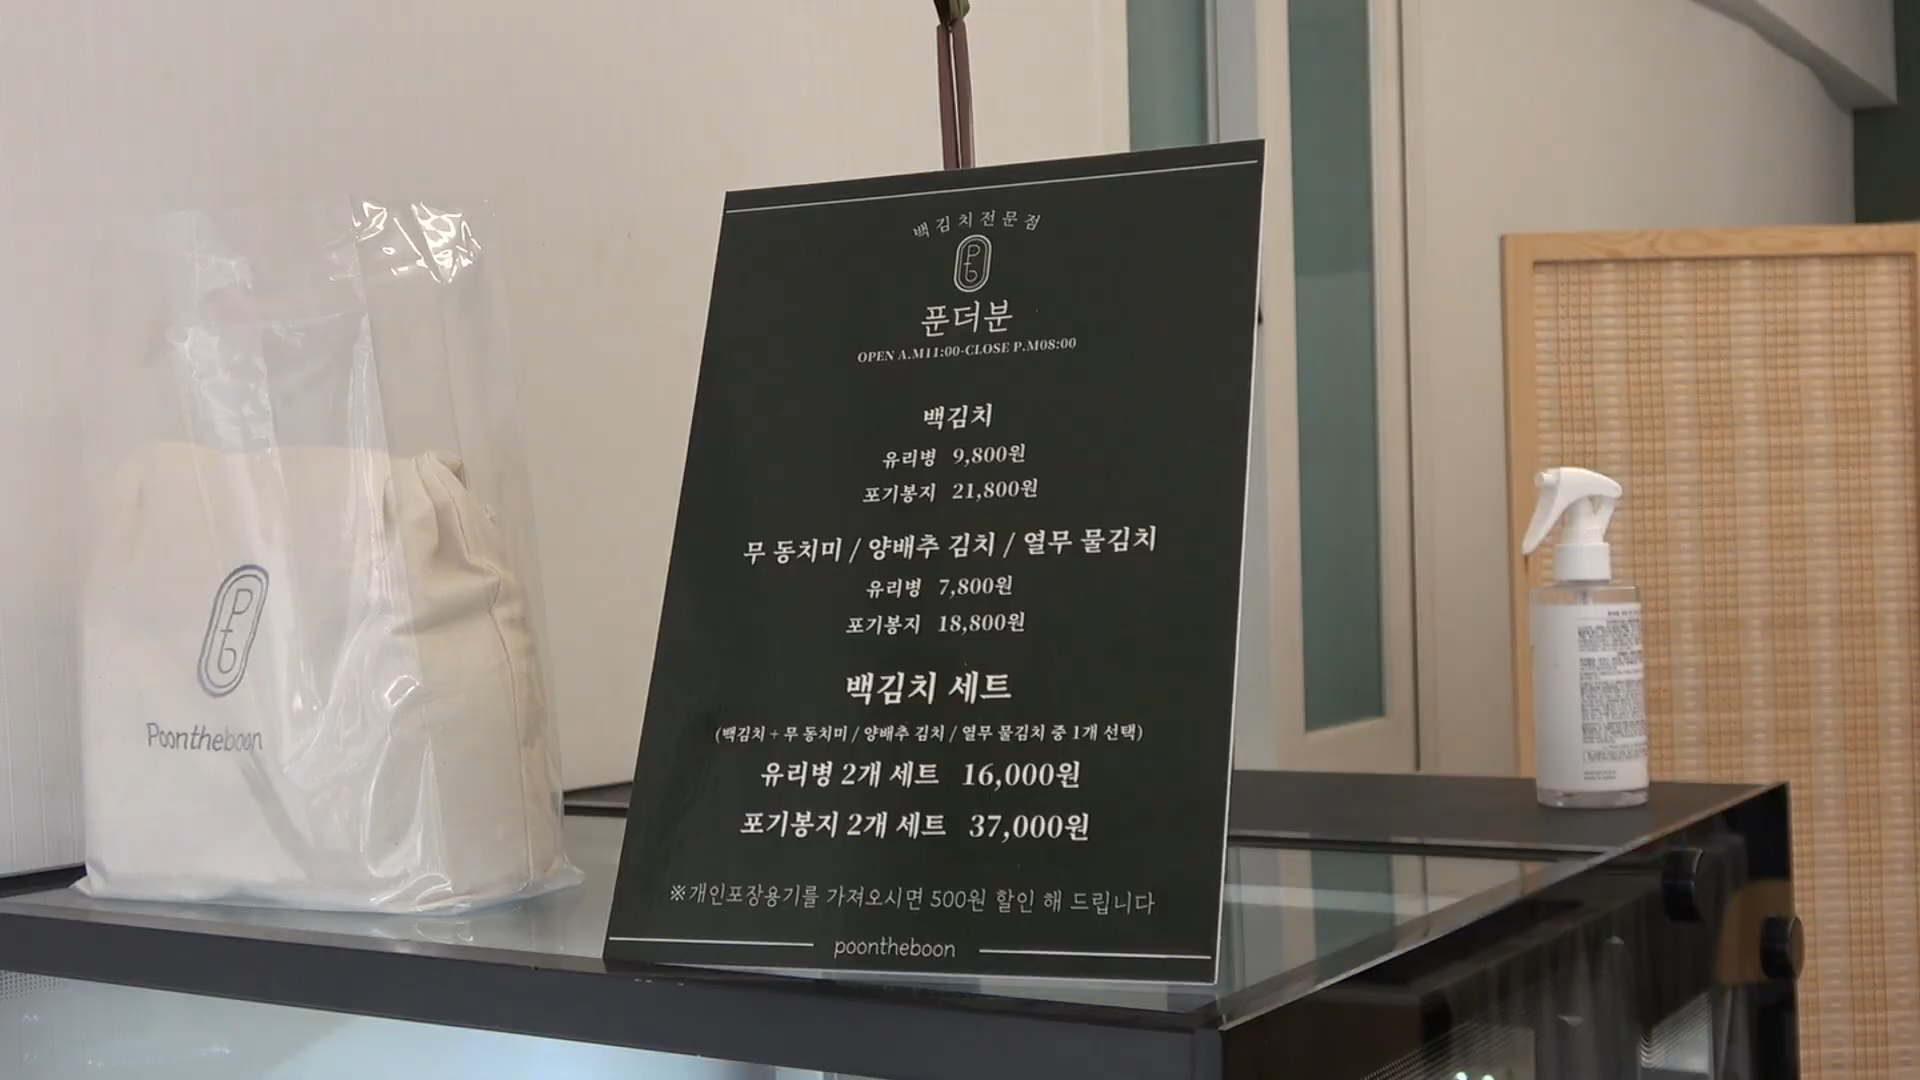 백김치전문점
Ptb
푼더분
OPEN A.M11:00-CLOSE P.M08:00
백김치
유리병 9,800원
포기봉지 21,800원
무 동치미 / 양배추 김치 / 열무 물김치
유리병 7,800원
포기봉지 18,800원
백김치 세트
(백김치 + 무 동치미 / 양배추 김치 / 열무 물김치 중 1개 선택)
유리병 2개 세트 16,000원
포기봉지 2개 세트 37,000원
※개인포장용기를 가져오시면 500원 할인 해 드립니다
poontheboon
Ptb
Poontheboon